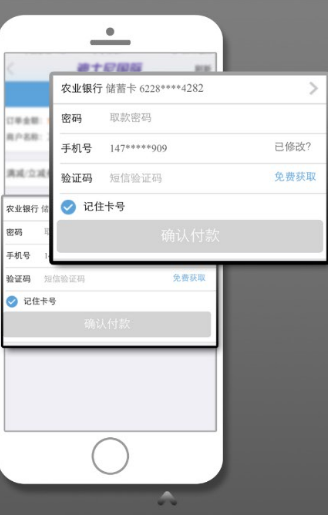 农业银行 储蓄卡 6228****4282
密码 取款密码
手机号 147*****909 已修改?
验证码 短信验证码 免费获取
记住卡号
确认付款
农业银行
密码
手机号
验证码 短信验证码 免费获取
记住卡号
确认付款